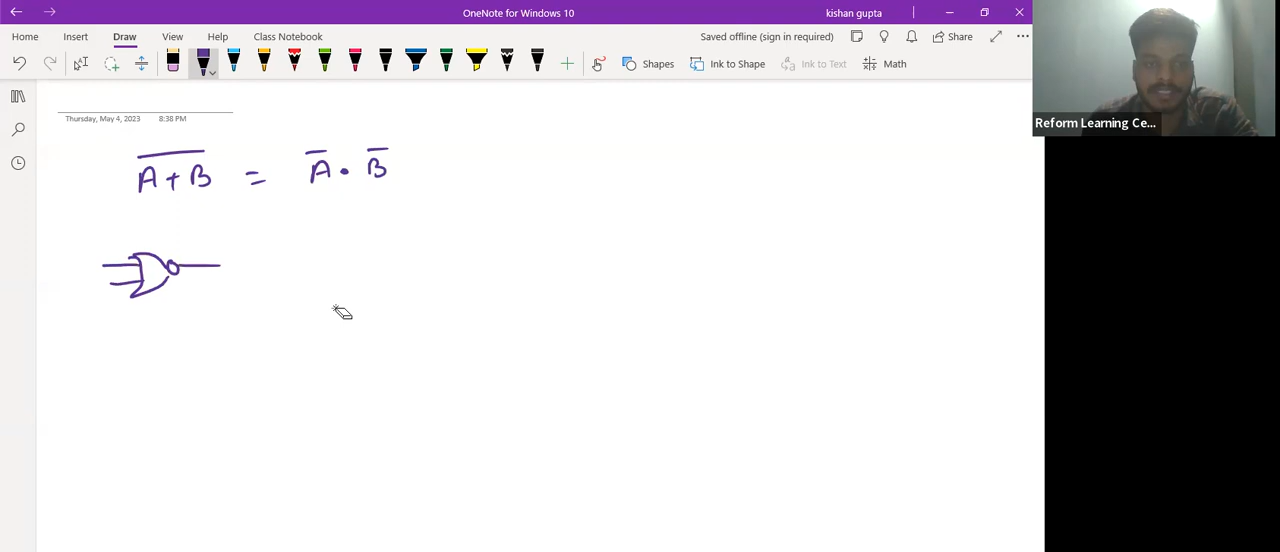 OneNote for Windows 10
kishan gupta
Home Insert Draw View Help Class Notebook
Saved offline (sign in required)
Share
Shapes
Ink to Shape
Ink to Text
Math
Reform Learning Ce...
Thursday, May 4, 2023 8:38 PM
A̅ ̅+̅ ̅B̅ = A̅ • B̅